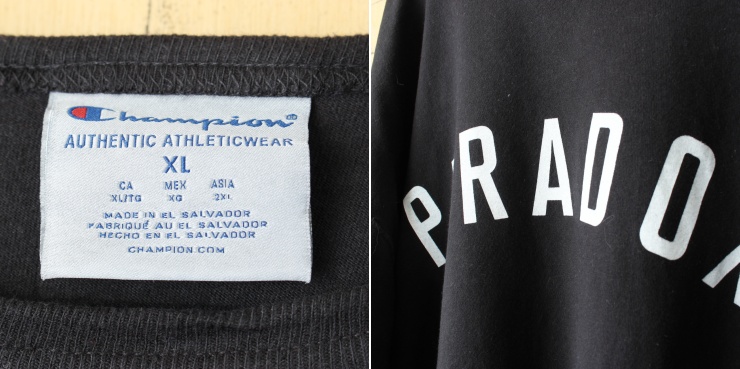 Champion®
AUTHENTIC ATHLETICWEAR
XL
CA MEX ASIA
XL/TG XG 2XL
MADE IN EL SALVADOR
FABRIQUÉ AU EL SALVADOR
HECHO EN EL SALVADOR
CHAMPION.COM
PRADO